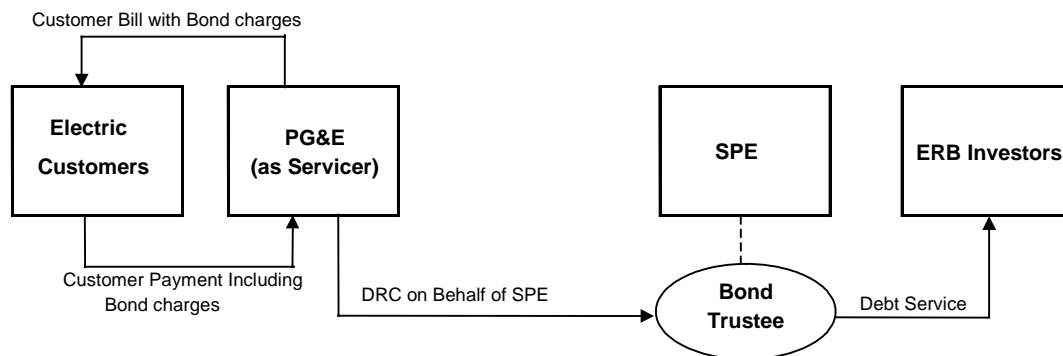 Customer Bill with Bond charges
Electric
Customers
PG&E
(as Servicer)
SPE
ERB Investors
Customer Payment Including
Bond charges
DRC on Behalf of SPE
Bond
Trustee
Debt Service